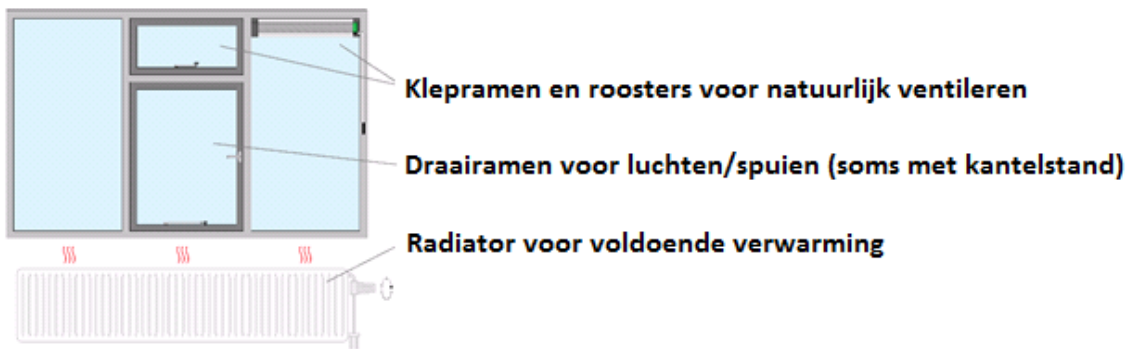 Klepramen en roosters voor natuurlijk ventileren
Draairamen voor luchten/spuien (soms met kantelstand)
Radiator voor voldoende verwarming